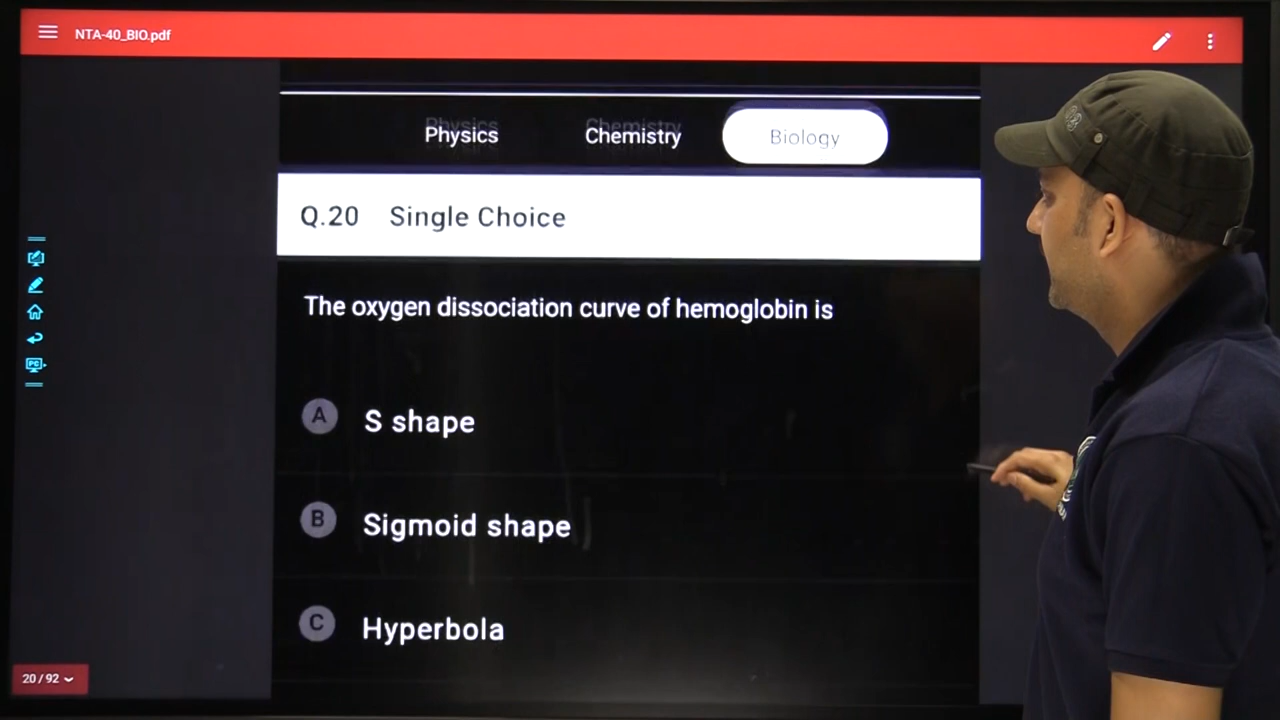 NTA-40_BIO.pdf
Physics Chemistry Biology
Q.20 Single Choice
The oxygen dissociation curve of hemoglobin is
A S shape
B Sigmoid shape
C Hyperbola
PC
20 / 92